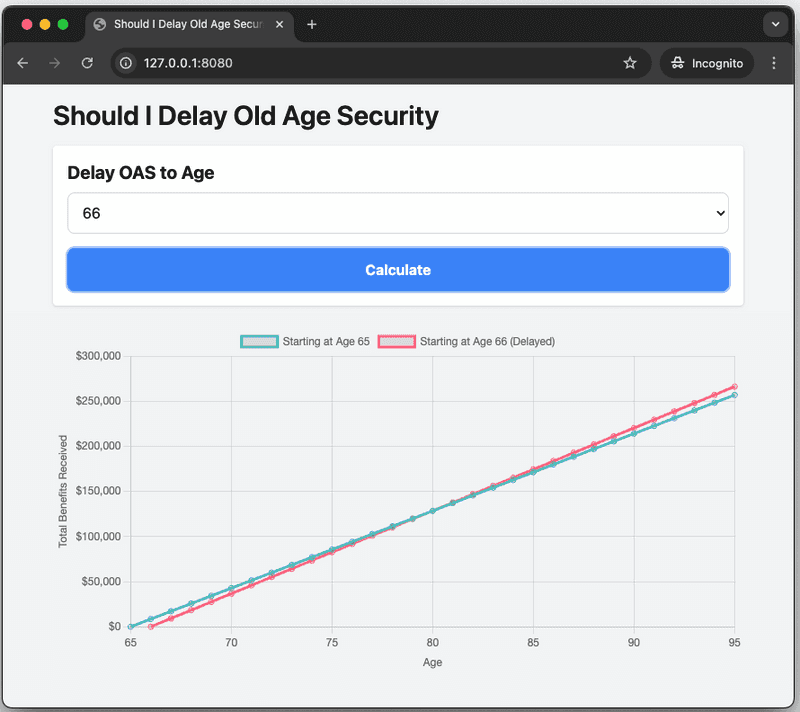 Should I Delay Old Age Secur
127.0.0.1:8080
Incognito
Should I Delay Old Age Security
Delay OAS to Age
66
Calculate
Starting at Age 65 Starting at Age 66 (Delayed)
Total Benefits Received
$300,000
$250,000
$200,000
$150,000
$100,000
$50,000
$0
65 70 75 80 85 90 95
Age